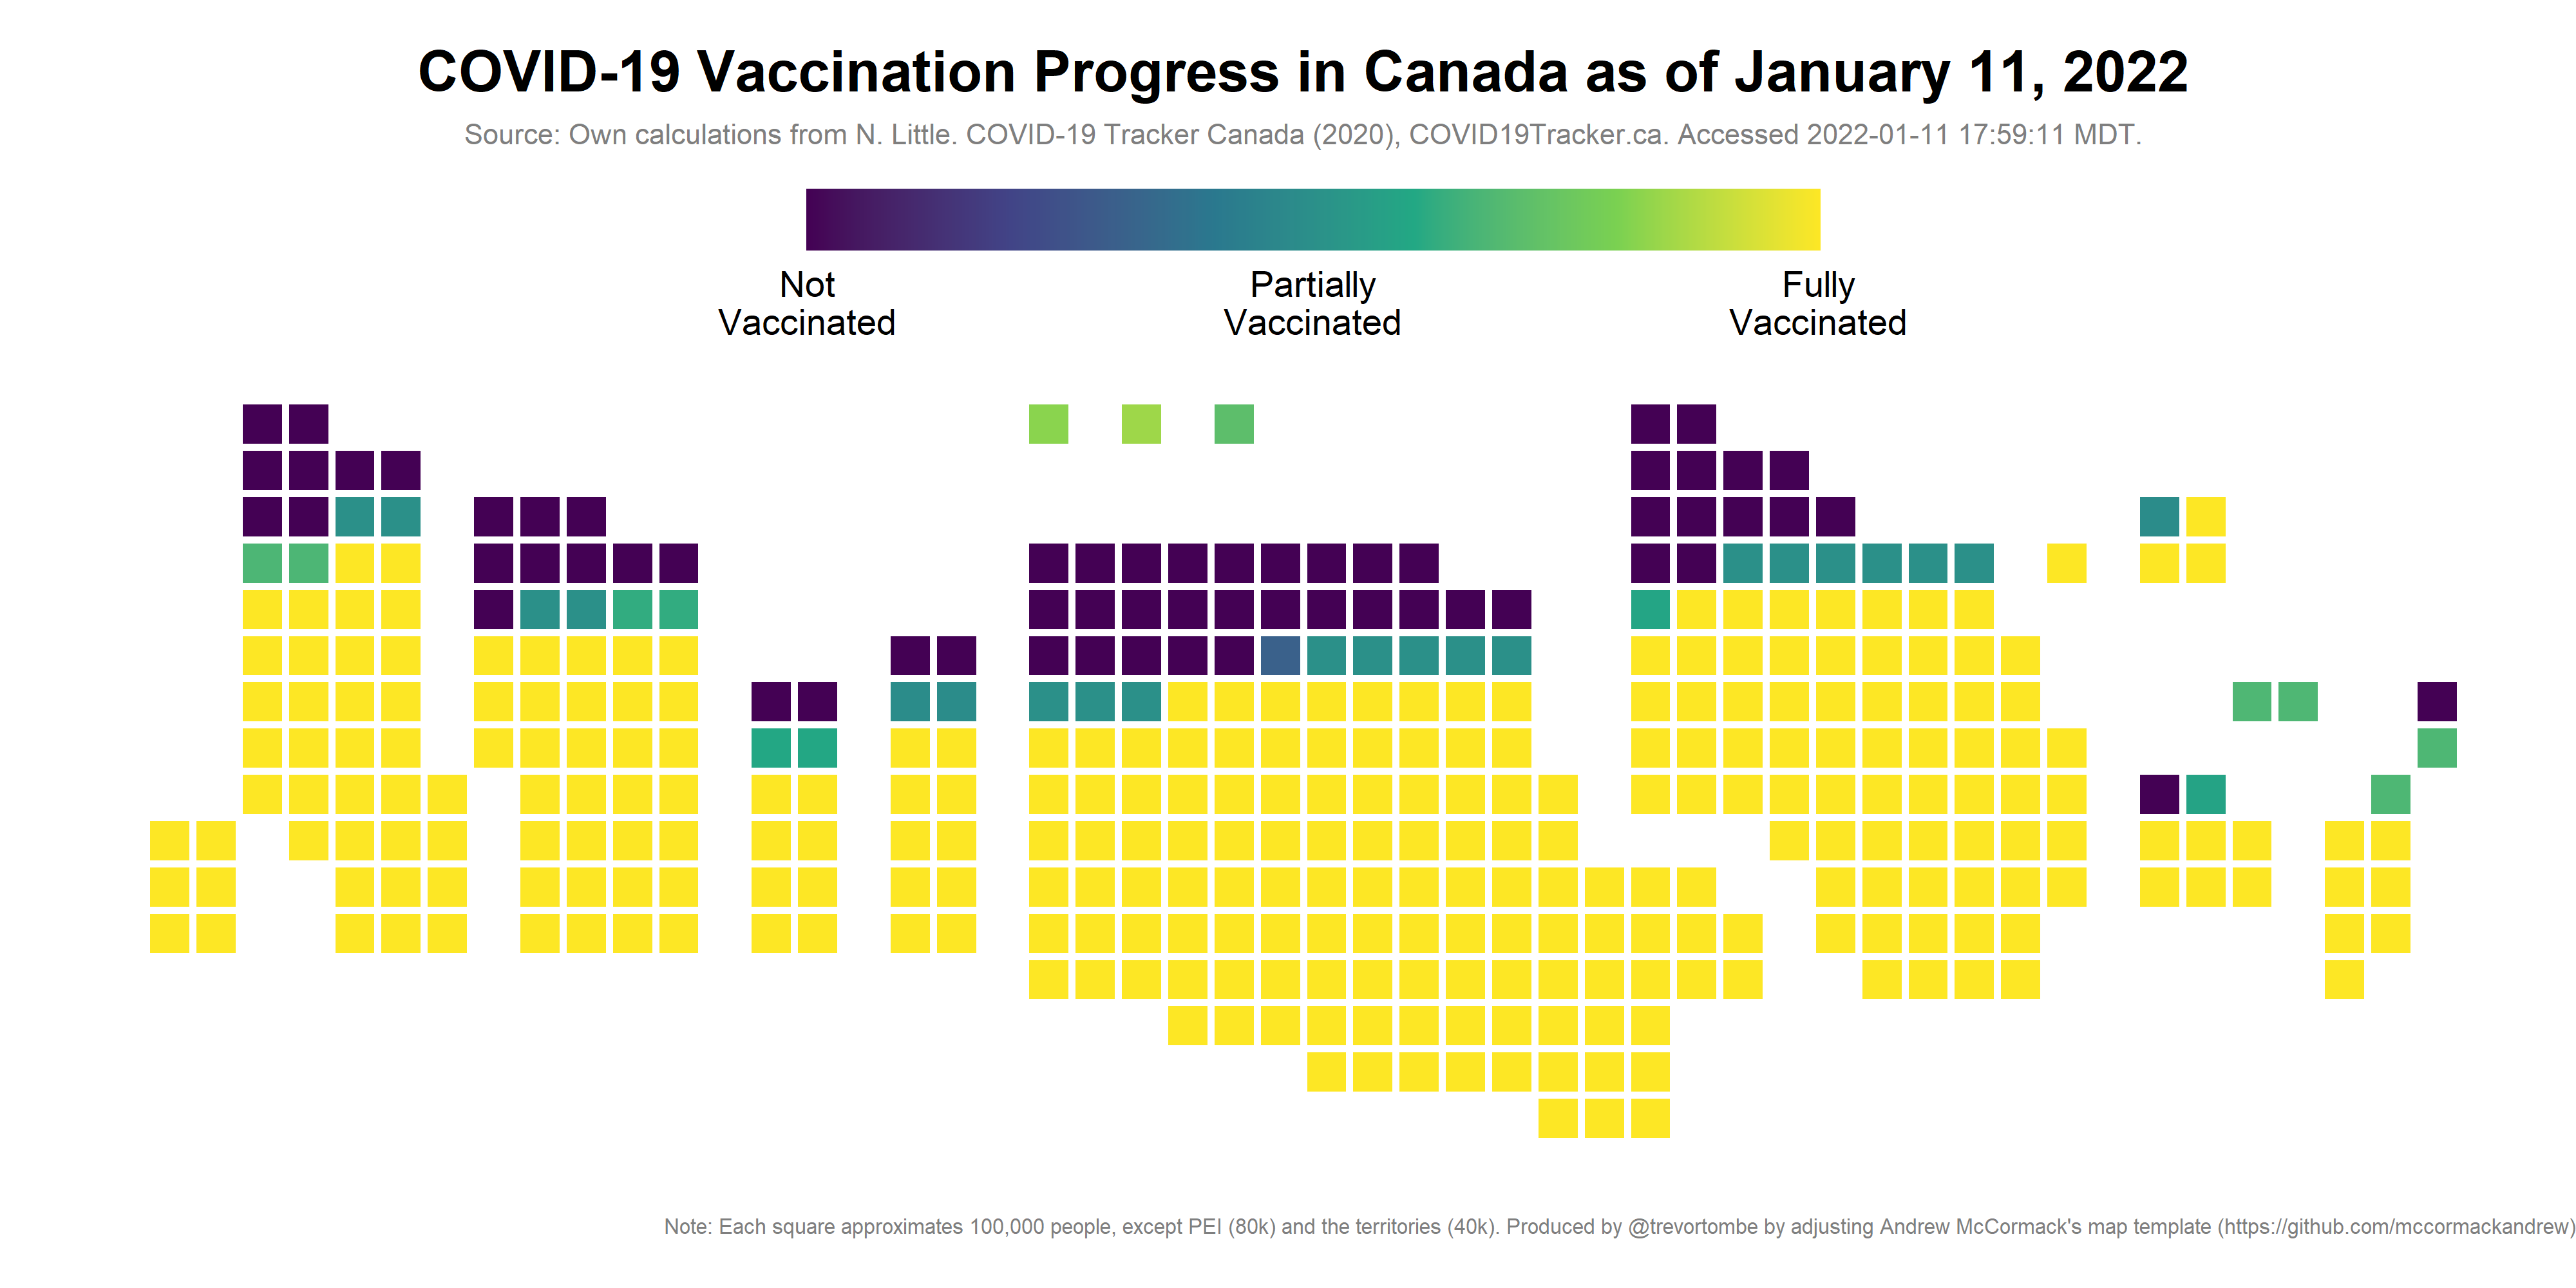 COVID-19 Vaccination Progress in Canada as of January 11, 2022
Source: Own calculations from N. Little. COVID-19 Tracker Canada (2020), COVID19Tracker.ca. Accessed 2022-01-11 17:59:11 MDT.
Not
Vaccinated
Partially
Vaccinated
Fully
Vaccinated
Note: Each square approximates 100,000 people, except PEI (80k) and the territories (40k). Produced by @trevortombe by adjusting Andrew McCormack's map template (https://github.com/mccormackandrew)